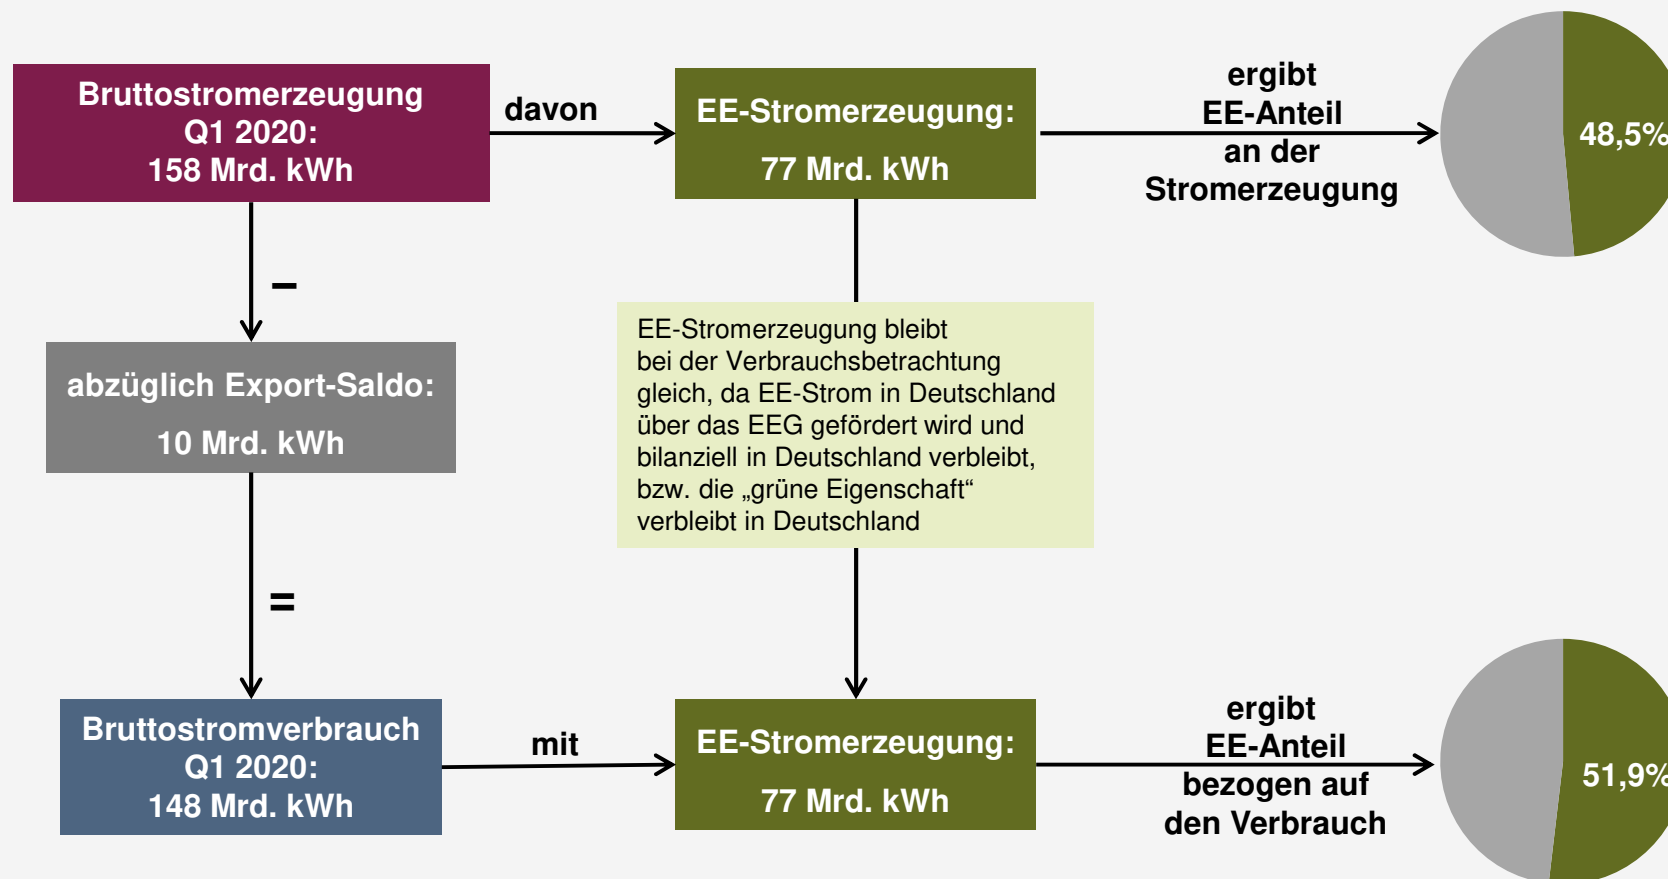 Bruttostromerzeugung
Q1 2020:
158 Mrd. kWh
davon
EE-Stromerzeugung:
77 Mrd. kWh
ergibt
EE-Anteil
an der
Stromerzeugung
48,5%
–
abzüglich Export-Saldo:
10 Mrd. kWh
EE-Stromerzeugung bleibt
bei der Verbrauchsbetrachtung
gleich, da EE-Strom in Deutschland
über das EEG gefördert wird und
bilanziell in Deutschland verbleibt,
bzw. die „grüne Eigenschaft“
verbleibt in Deutschland
=
Bruttostromverbrauch
Q1 2020:
148 Mrd. kWh
mit
EE-Stromerzeugung:
77 Mrd. kWh
ergibt
EE-Anteil
bezogen auf
den Verbrauch
51,9%